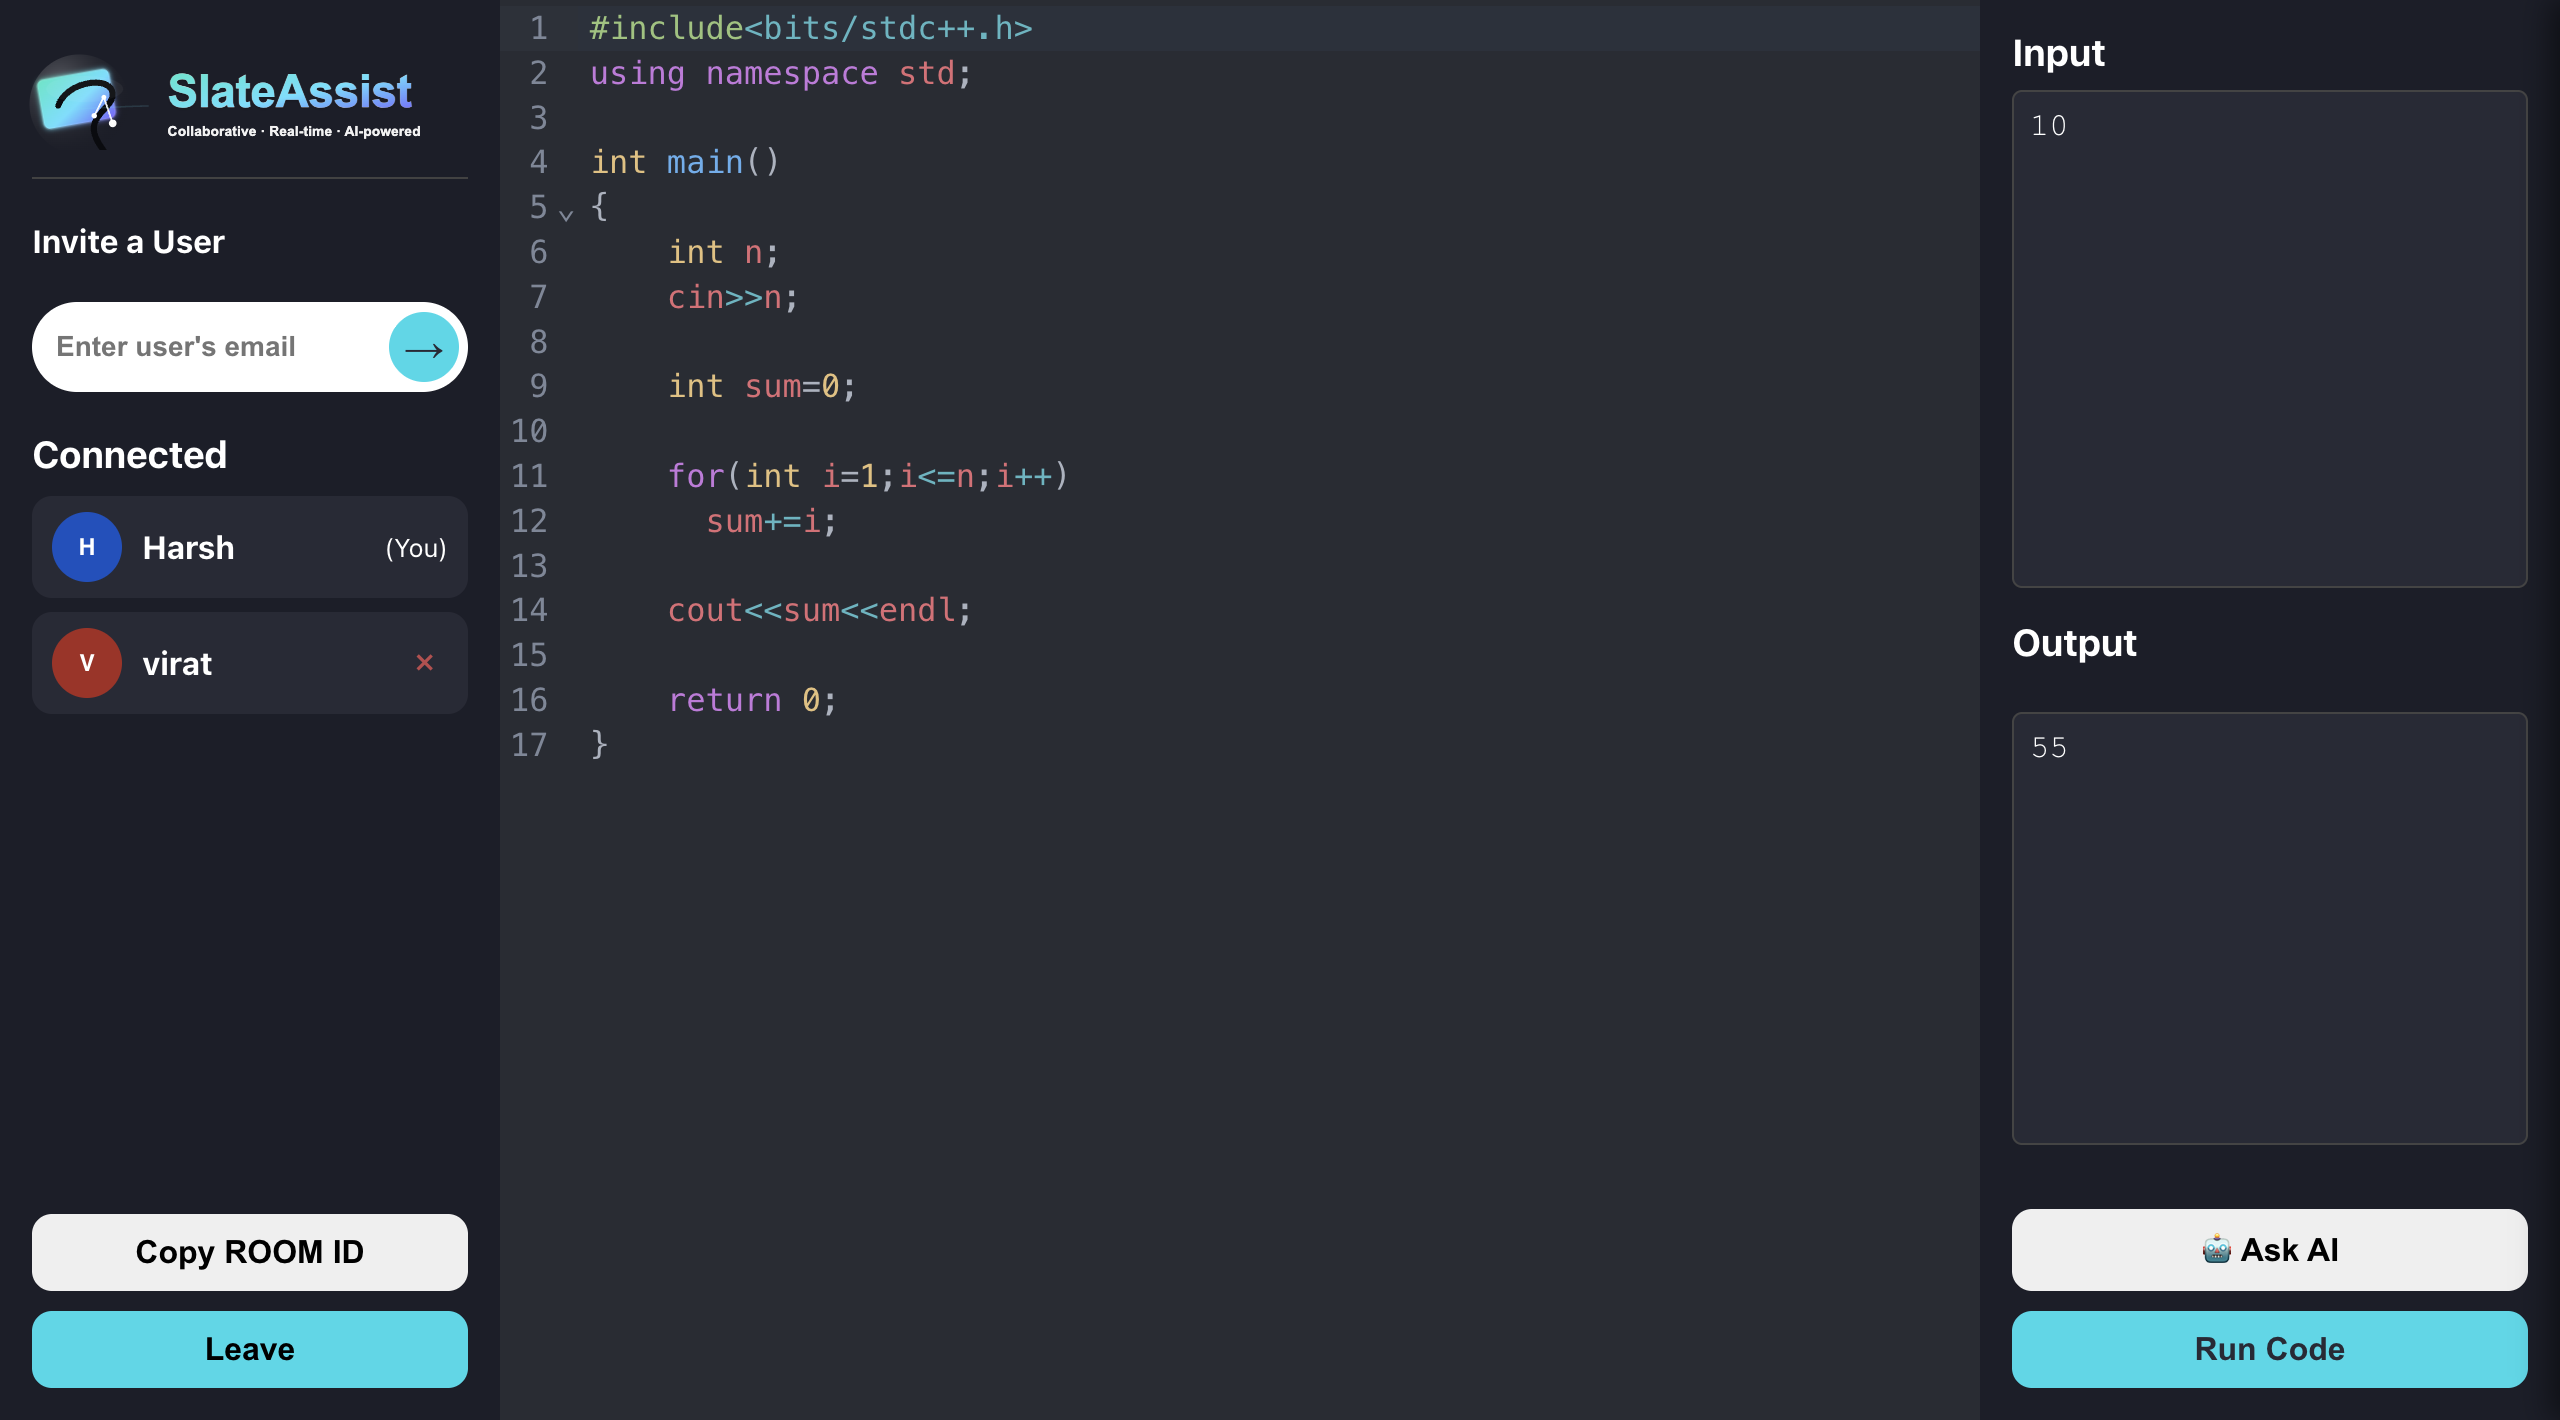 SlateAssist
Collaborative · Real-time · AI-powered
Invite a User
Enter user's email
→
Connected
H Harsh (You)
V virat ✕
Copy ROOM ID
Leave
1 #include<bits/stdc++.h>
2 using namespace std;
3
4 int main()
5 {
6     int n;
7     cin>>n;
8
9     int sum=0;
10
11     for(int i=1;i<=n;i++)
12       sum+=i;
13
14     cout<<sum<<endl;
15
16     return 0;
17 }
Input
10
Output
55
🤖 Ask AI
Run Code